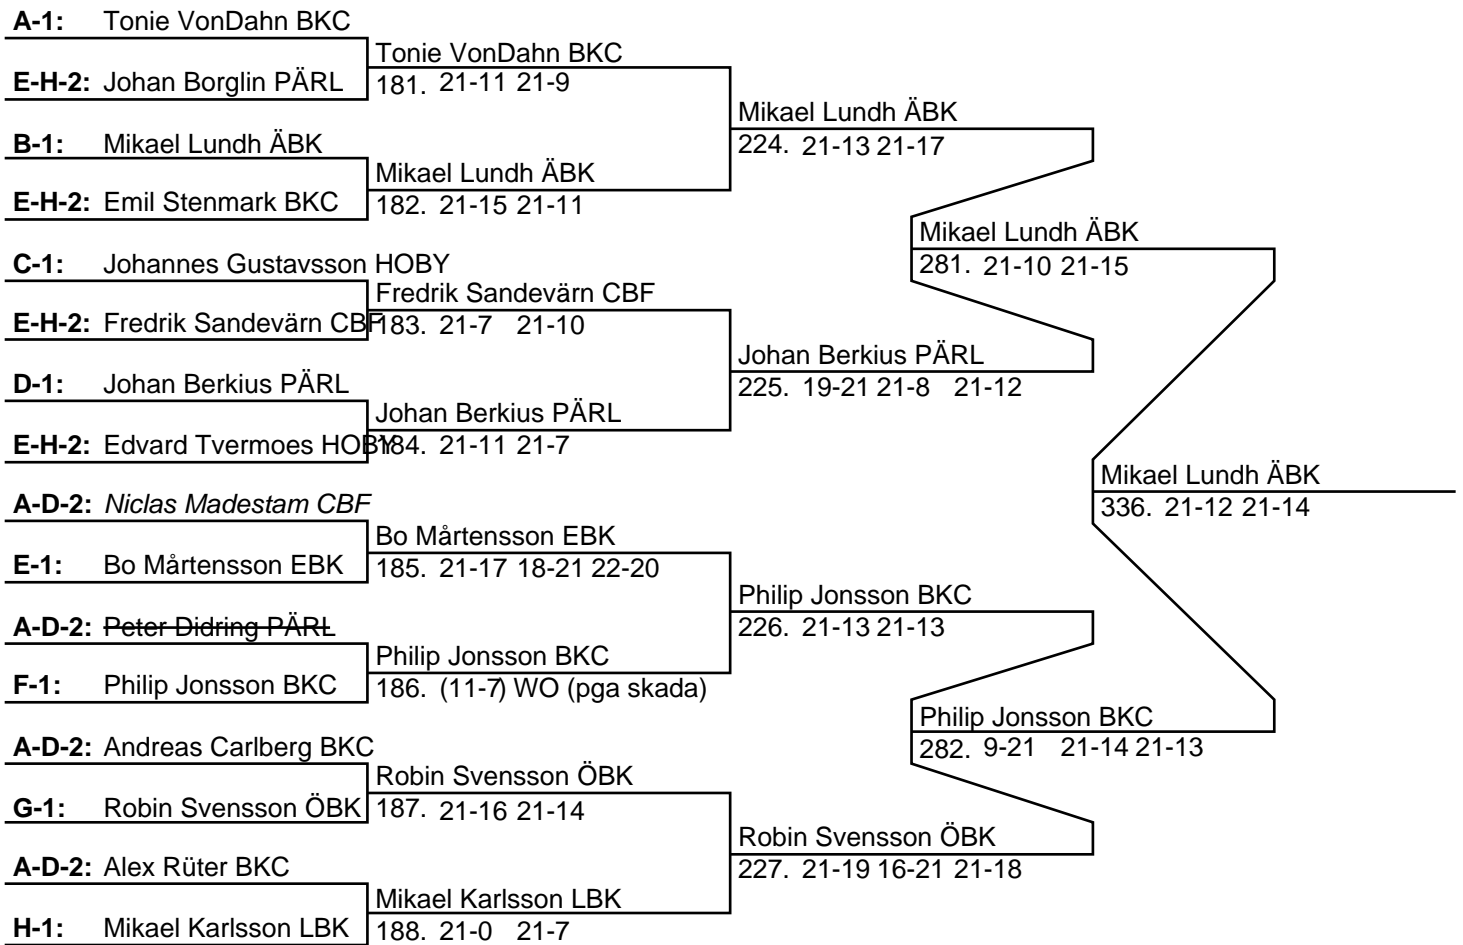 A-1: Tonie VonDahn BKC
Tonie VonDahn BKC
E-H-2: Johan Borglin PÄRL
181. 21-11 21-9
Mikael Lundh ÄBK
224. 21-13 21-17
B-1: Mikael Lundh ÄBK
Mikael Lundh ÄBK
E-H-2: Emil Stenmark BKC
182. 21-15 21-11
Mikael Lundh ÄBK
281. 21-10 21-15
C-1: Johannes Gustavsson HOBY
Fredrik Sandevärn CBF
E-H-2: Fredrik Sandevärn CBF
183. 21-7 21-10
Johan Berkius PÄRL
225. 19-21 21-8 21-12
D-1: Johan Berkius PÄRL
Johan Berkius PÄRL
E-H-2: Edvard Tvermoes HOBY
184. 21-11 21-7
Mikael Lundh ÄBK
336. 21-12 21-14
A-D-2: Niclas Madestam CBF
Bo Mårtensson EBK
E-1: Bo Mårtensson EBK
185. 21-17 18-21 22-20
Philip Jonsson BKC
226. 21-13 21-13
A-D-2: Peter Didring PÄRL
Philip Jonsson BKC
F-1: Philip Jonsson BKC
186. (11-7) WO (pga skada)
Philip Jonsson BKC
282. 9-21 21-14 21-13
A-D-2: Andreas Carlberg BKC
Robin Svensson ÖBK
G-1: Robin Svensson ÖBK
187. 21-16 21-14
Robin Svensson ÖBK
227. 21-19 16-21 21-18
A-D-2: Alex Rüter BKC
Mikael Karlsson LBK
H-1: Mikael Karlsson LBK
188. 21-0 21-7